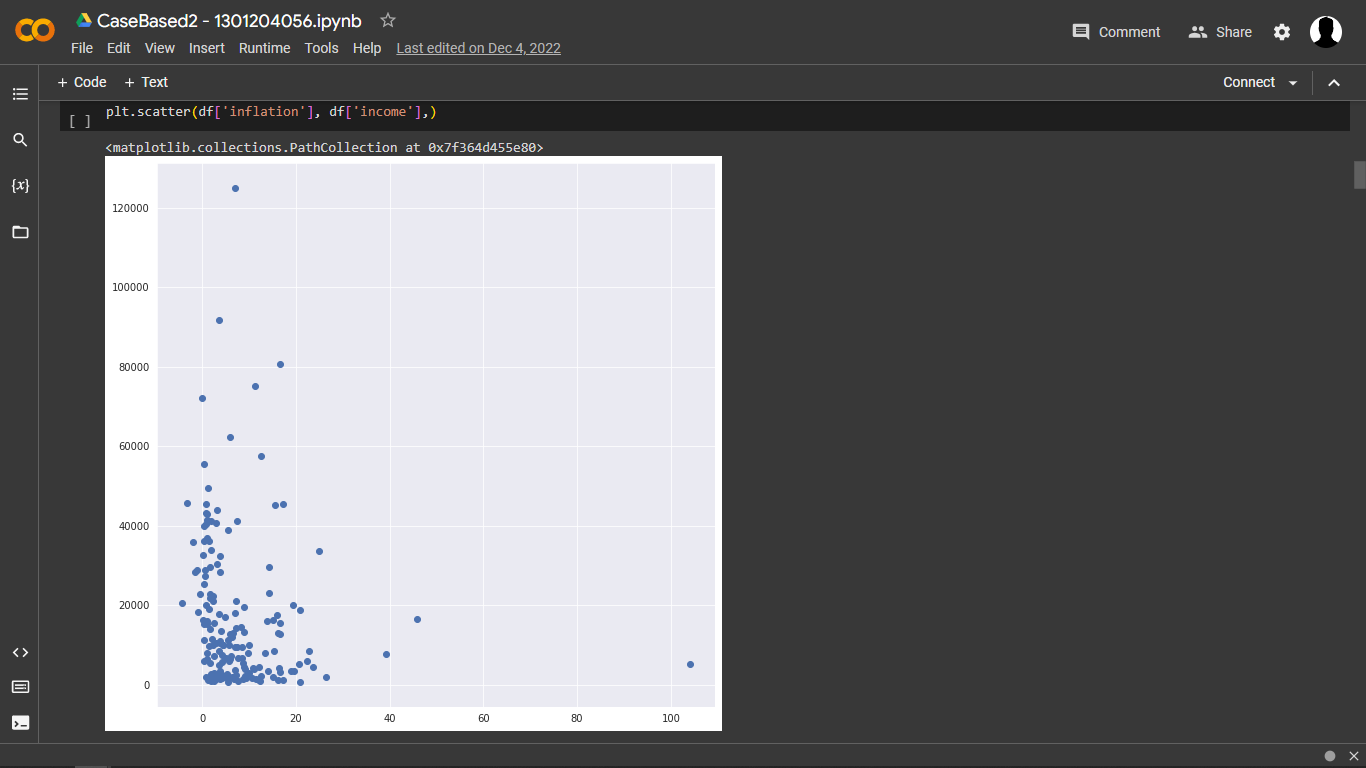 CaseBased2 - 1301204056.ipynb
File Edit View Insert Runtime Tools Help Last edited on Dec 4, 2022
Comment Share
+ Code + Text
Connect
[ ] plt.scatter(df['inflation'], df['income'],)
<matplotlib.collections.PathCollection at 0x7f364d455e80>
{x}
120000
100000
80000
60000
40000
20000
0
0 20 40 60 80 100